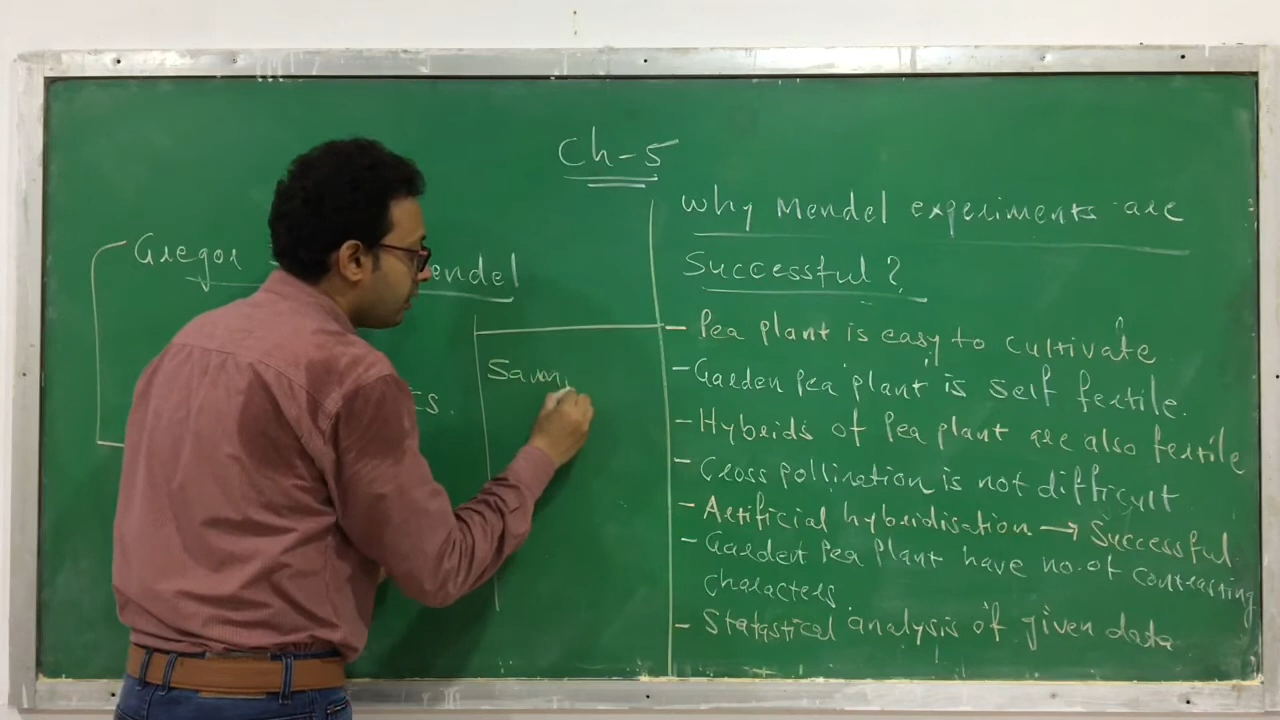 Ch-5
Gregor endel
ts.
why Mendel experiments are
Successful?
- Pea plant is easy to cultivate
- Garden Pea plant is self fertile.
- Hybrids of Pea plant are also fertile
- Cross pollination is not difficult
- Artificial hybridisation → Successful.
- Garden Pea Plant have no. of contrasting
characters
- Statastical analysis of given data